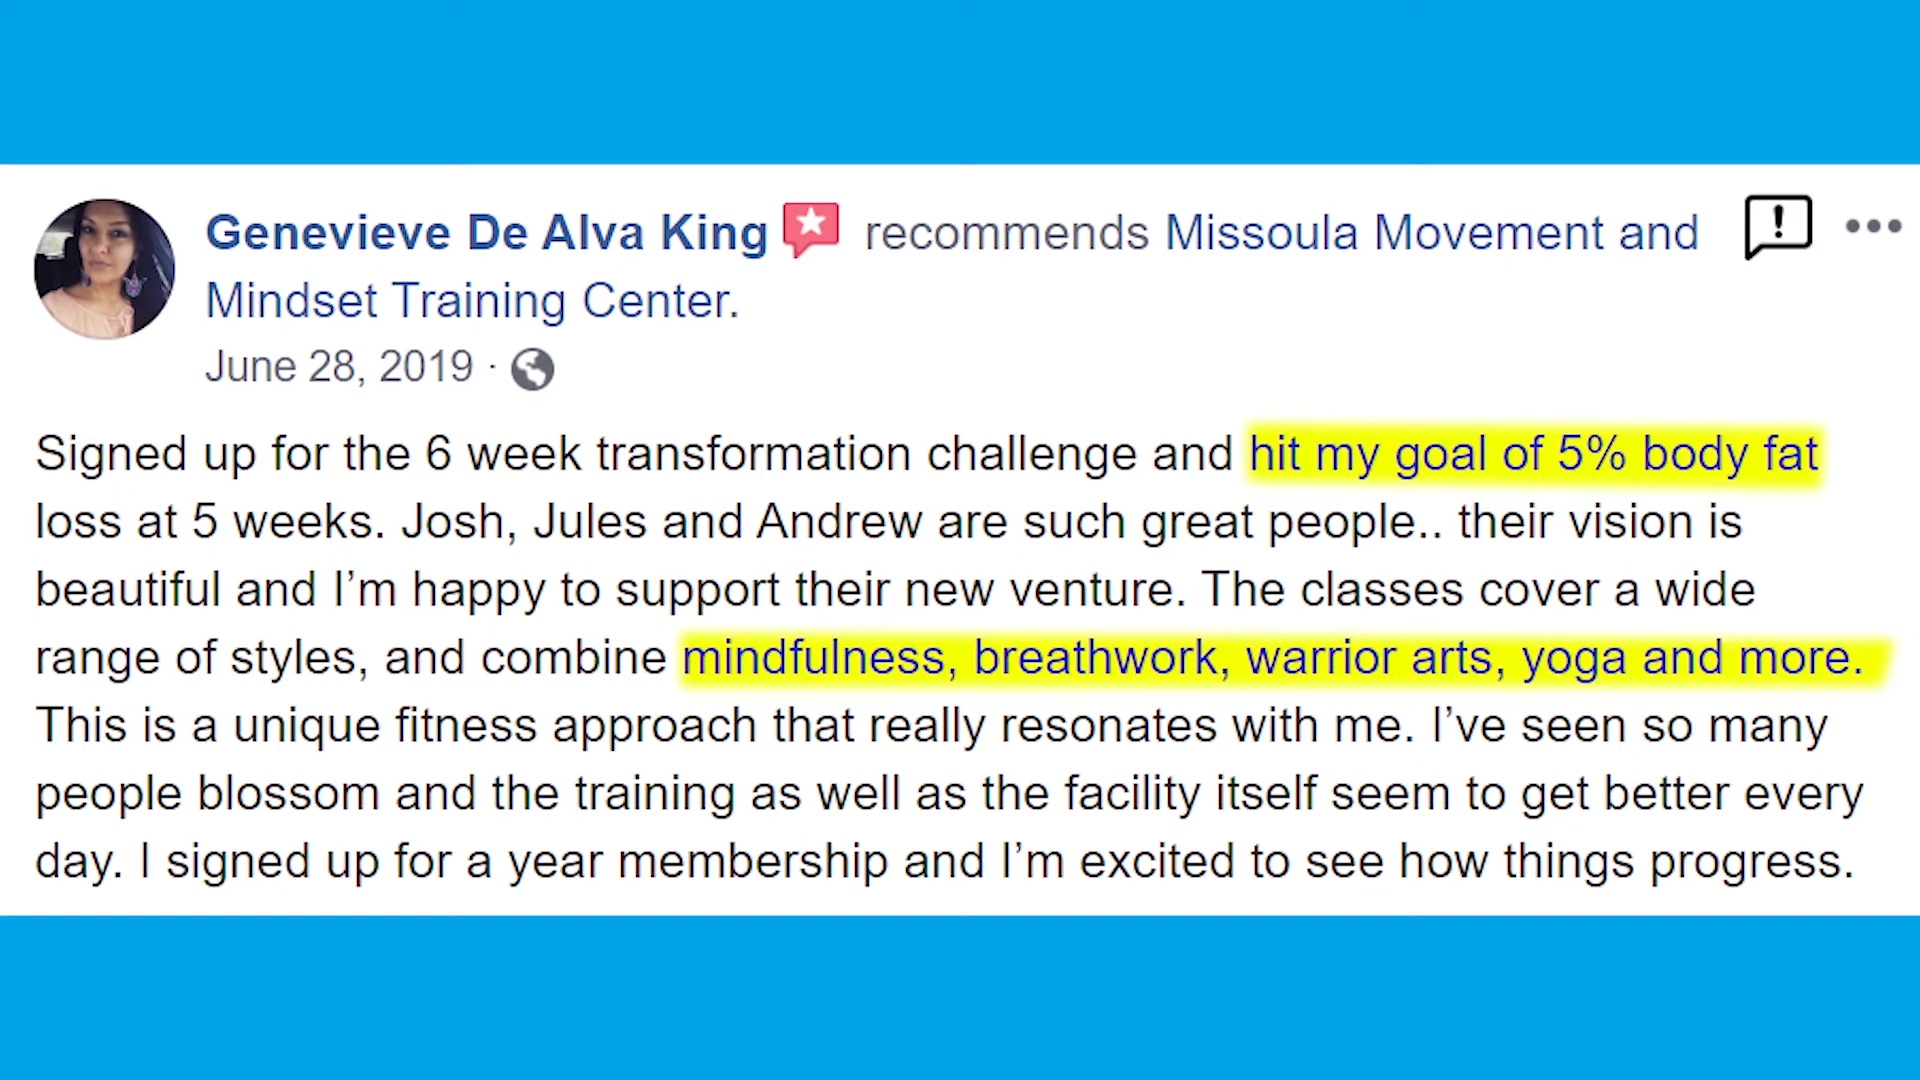 Genevieve De Alva King recommends Missoula Movement and
Mindset Training Center.
June 28, 2019 ·
Signed up for the 6 week transformation challenge and hit my goal of 5% body fat
loss at 5 weeks. Josh, Jules and Andrew are such great people.. their vision is
beautiful and I’m happy to support their new venture. The classes cover a wide
range of styles, and combine mindfulness, breathwork, warrior arts, yoga and more.
This is a unique fitness approach that really resonates with me. I’ve seen so many
people blossom and the training as well as the facility itself seem to get better every
day. I signed up for a year membership and I’m excited to see how things progress.